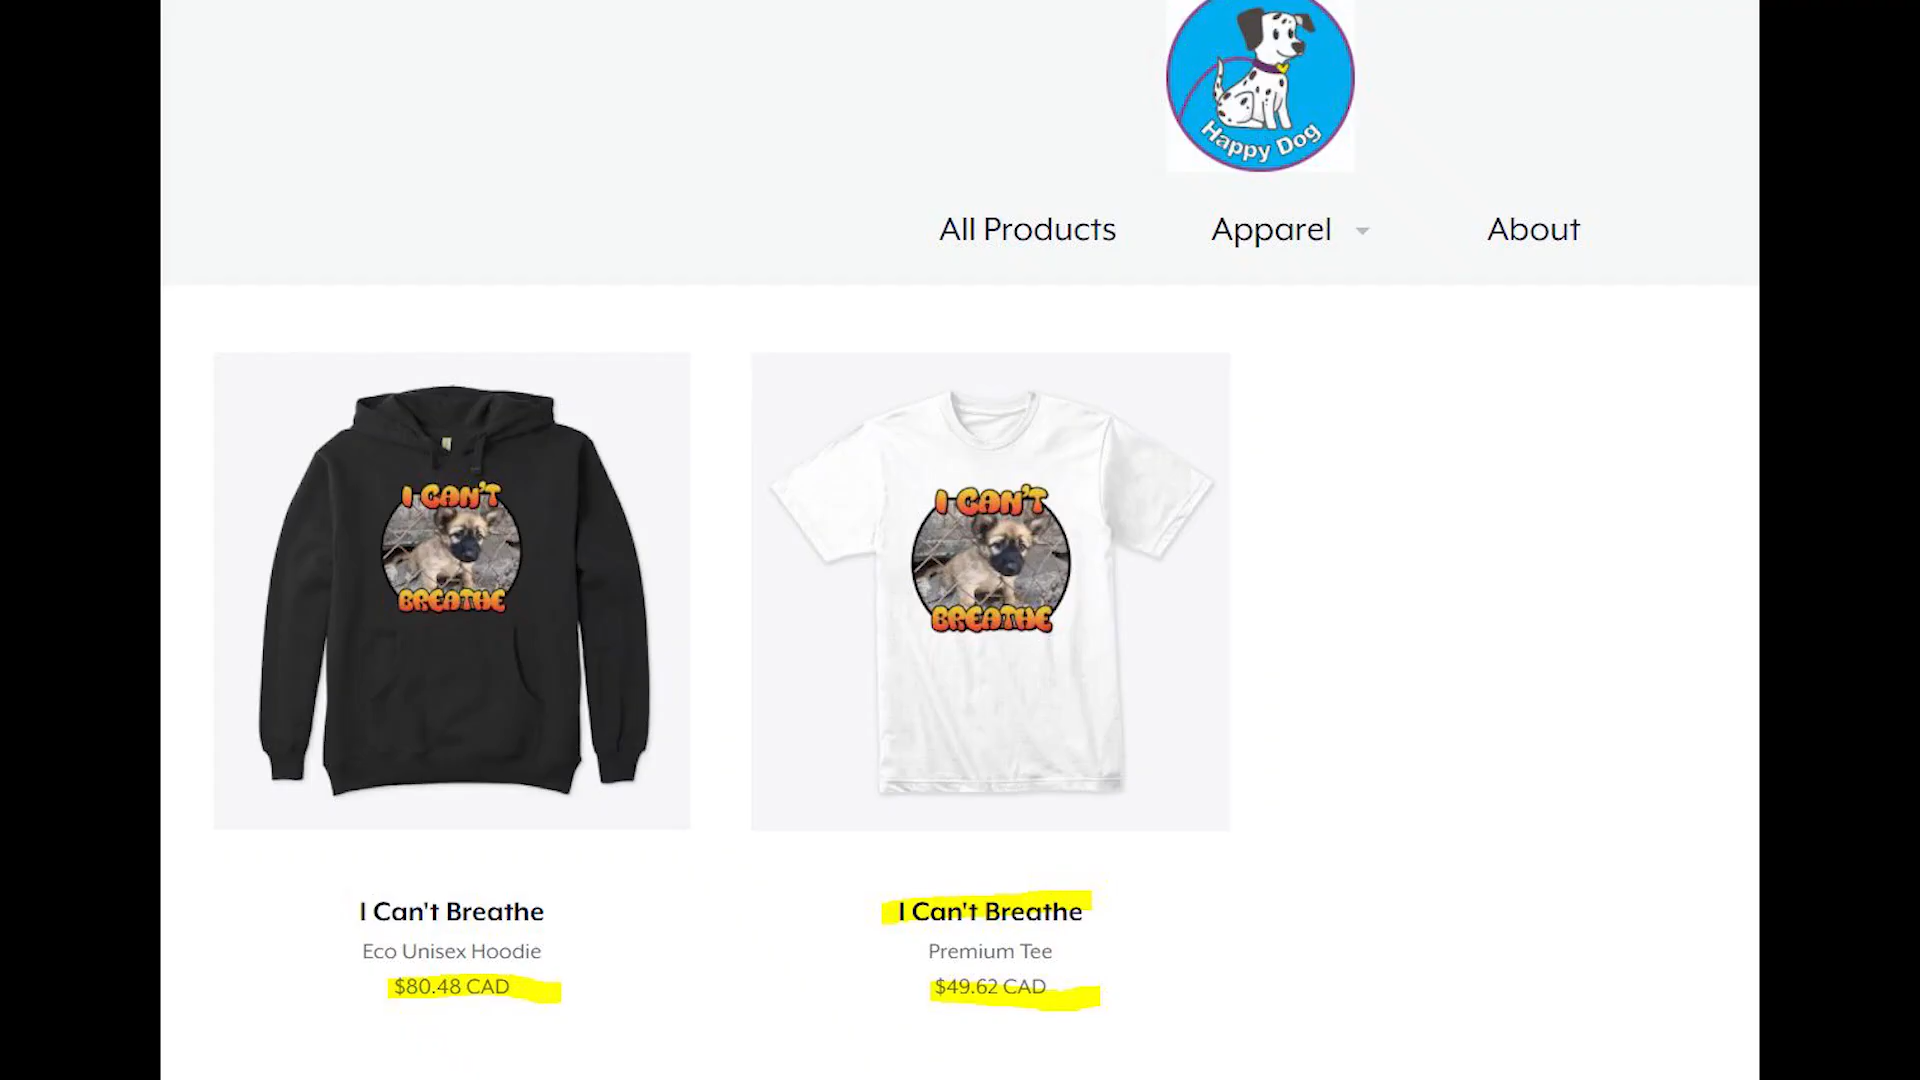 Happy Dog
All Products
Apparel
About
I CAN'T
BREATHE
I CAN'T
BREATHE
I Can't Breathe
Eco Unisex Hoodie
$80.48 CAD
I Can't Breathe
Premium Tee
$49.62 CAD